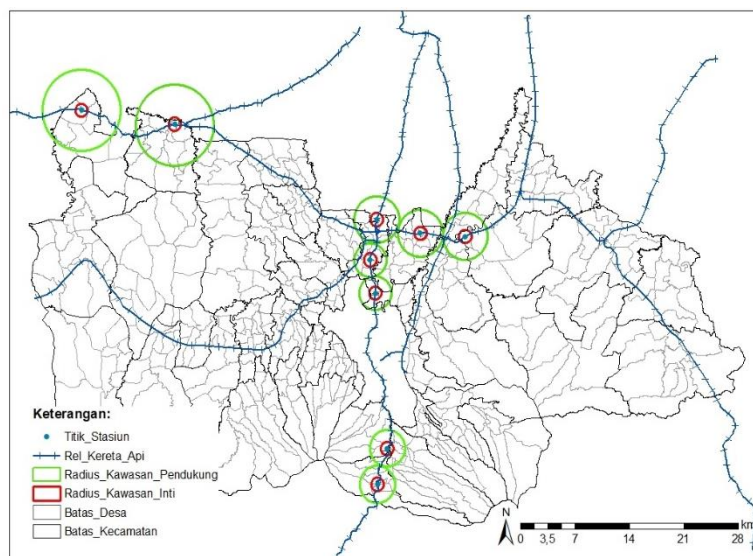 Keterangan:
Titik_Stasiun
Rel_Kereta_Api
Radius_Kawasan_Pendukung
Radius_Kawasan_Inti
Batas_Desa
Batas_Kecamatan
N
km
0 3,5 7 14 21 28